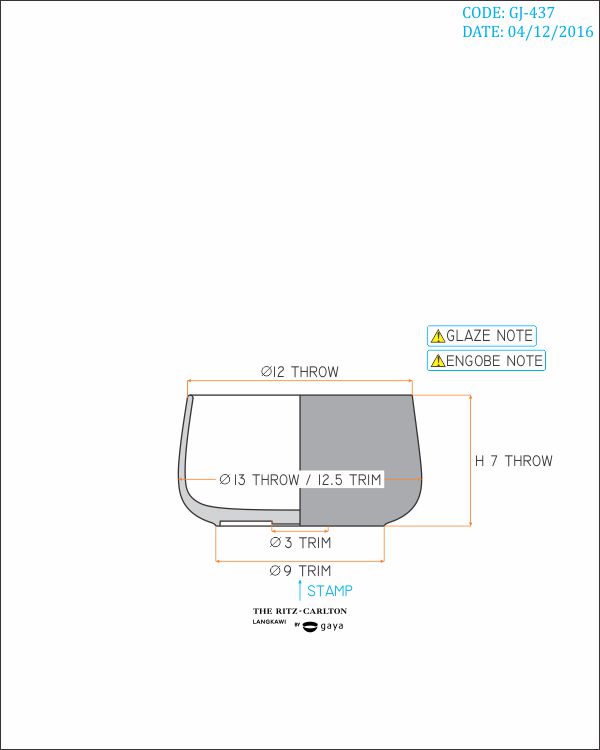 CODE: GJ-437
DATE: 04/12/2016
GLAZE NOTE
ENGOBE NOTE
Ø12 THROW
H 7 THROW
Ø13 THROW / 12.5 TRIM
Ø3 TRIM
Ø9 TRIM
STAMP
THE RITZ-CARLTON
LANGKAWI BY gaya